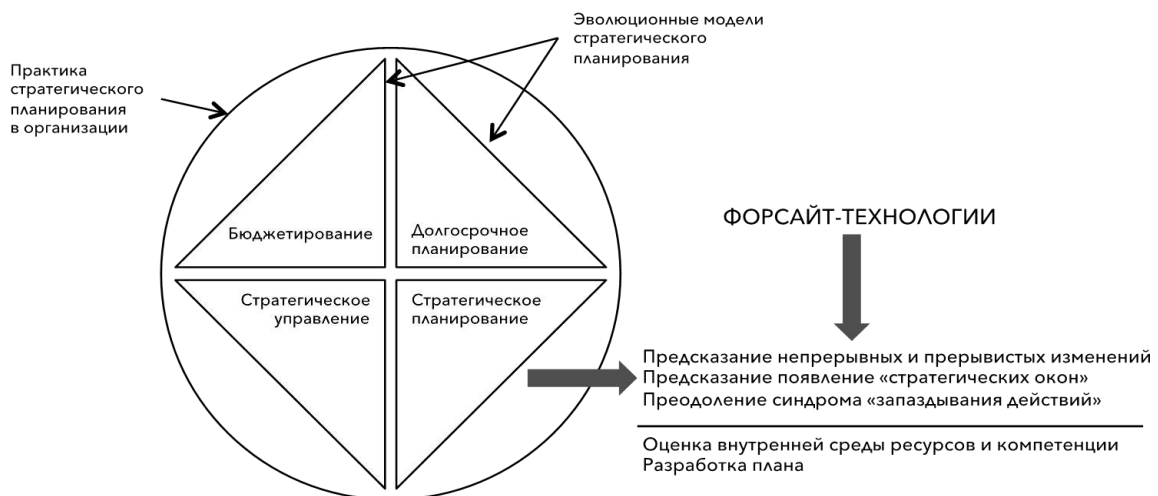 Эволюционные модели
стратегического
планирования
Практика
стратегического
планирования
в организации
Бюджетирование
Долгосрочное
планирование
Стратегическое
управление
Стратегическое
планирование
ФОРСАЙТ-ТЕХНОЛОГИИ
Предсказание непрерывных и прерывистых изменений
Предсказание появление «стратегических окон»
Преодоление синдрома «запаздывания действий»
Оценка внутренней среды ресурсов и компетенции
Разработка плана